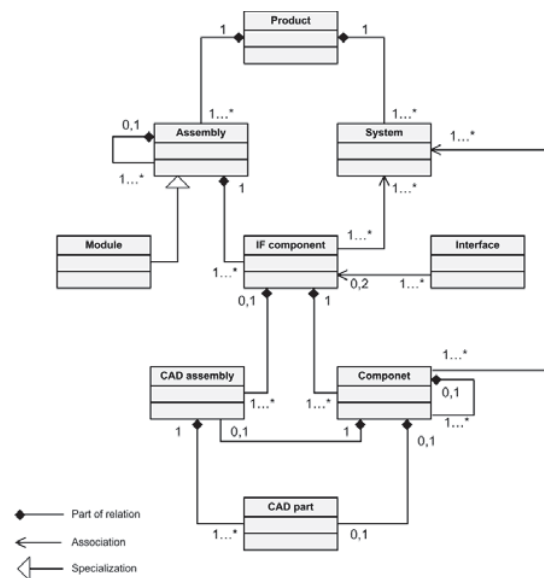 Product
1
1
1...*
1...*
0,1
Assembly
System
1...*
1...*
1
1...*
Module
IF component
1...*
Interface
1...*
0,2
1...*
0,1
1
CAD assembly
Componet
1...*
0,1
1...*
1...*
1...*
1
0,1
1
0,1
CAD part
1...*
0,1
Part of relation
Association
Specialization